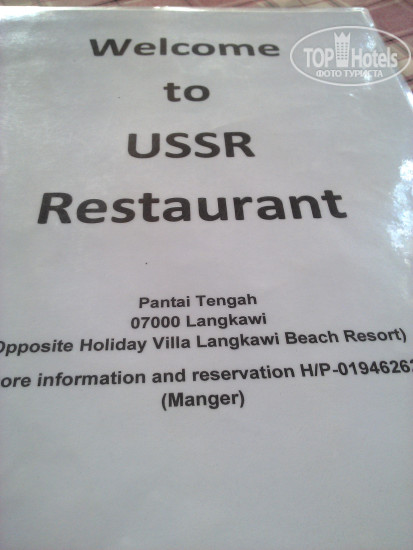 Welcome
to
USSR
Restaurant
Pantai Tengah
07000 Langkawi
Opposite Holiday Villa Langkawi Beach Resort)
ore information and reservation H/P-01946262
(Manger)
TOP Hotels
ФОТО ТУРИСТА